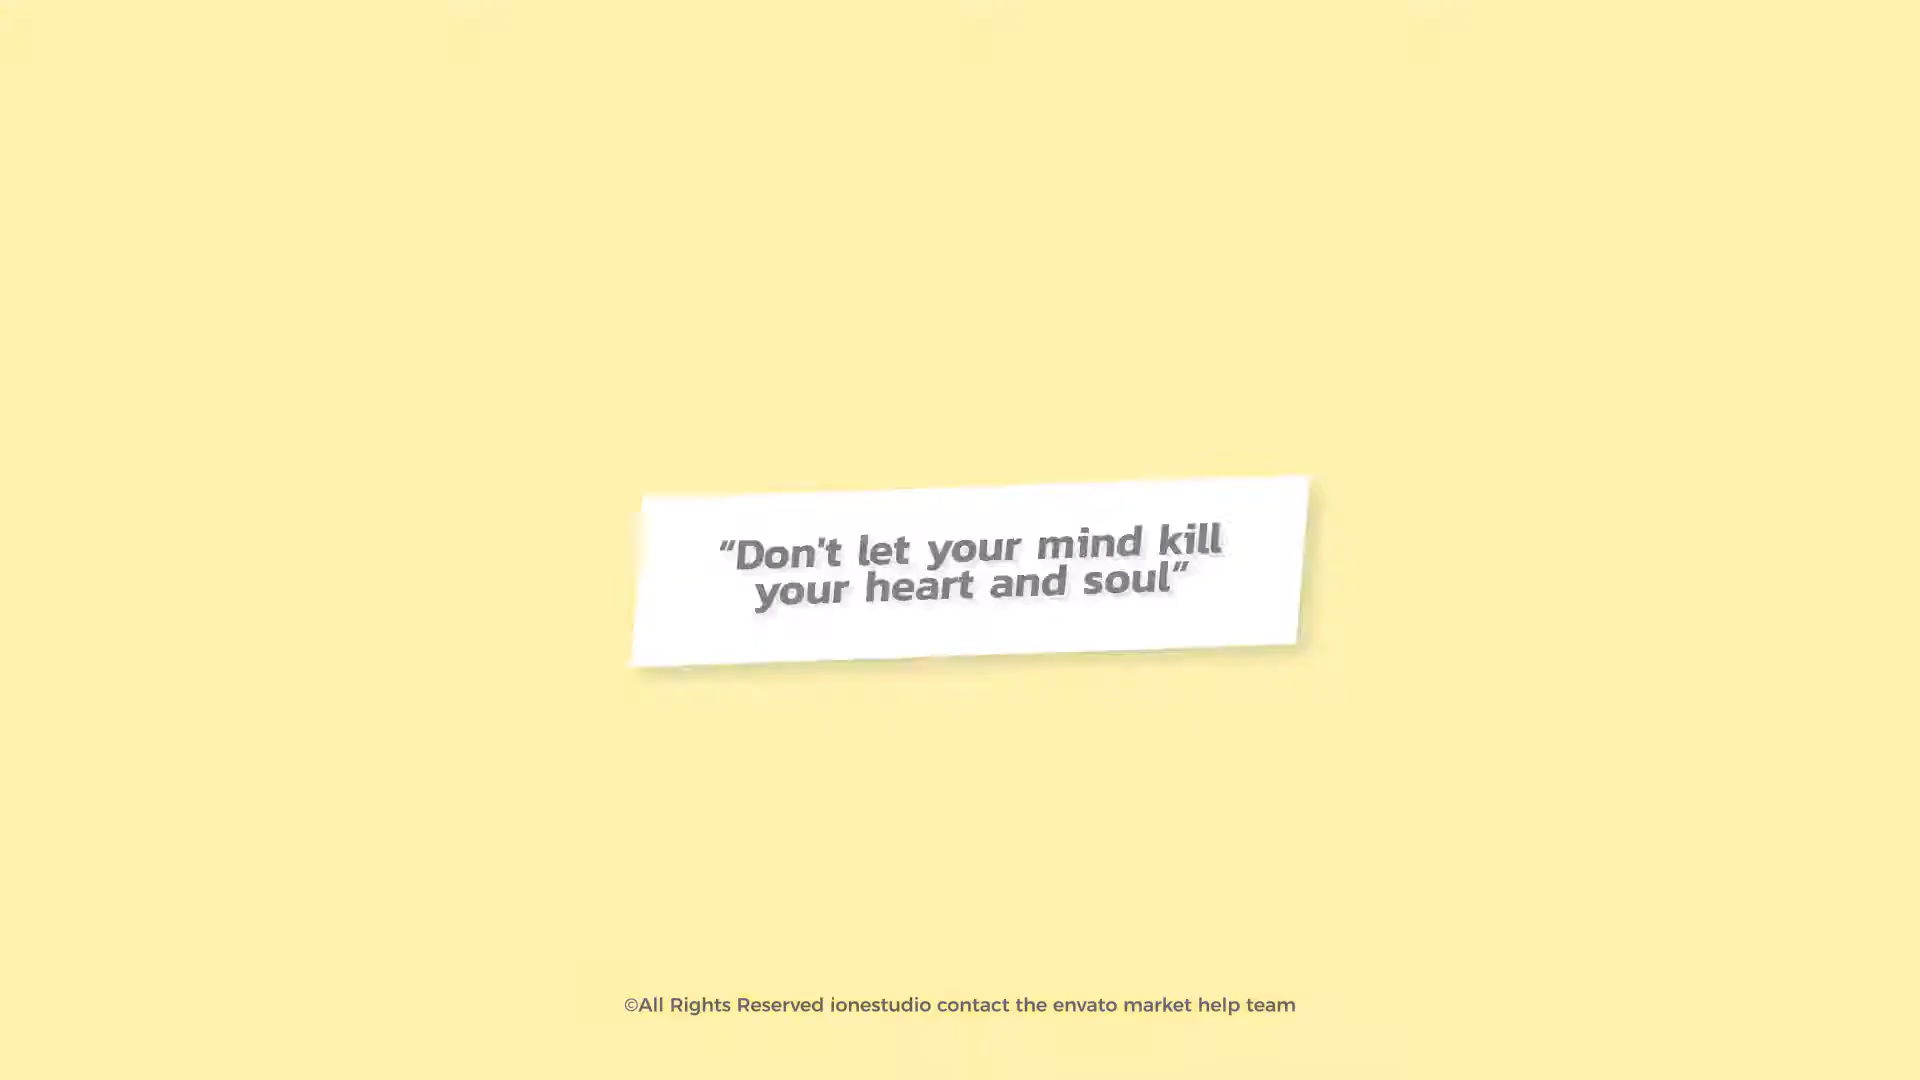 “Don't let your mind kill
your heart and soul”
©All Rights Reserved ionestudio contact the envato market help team